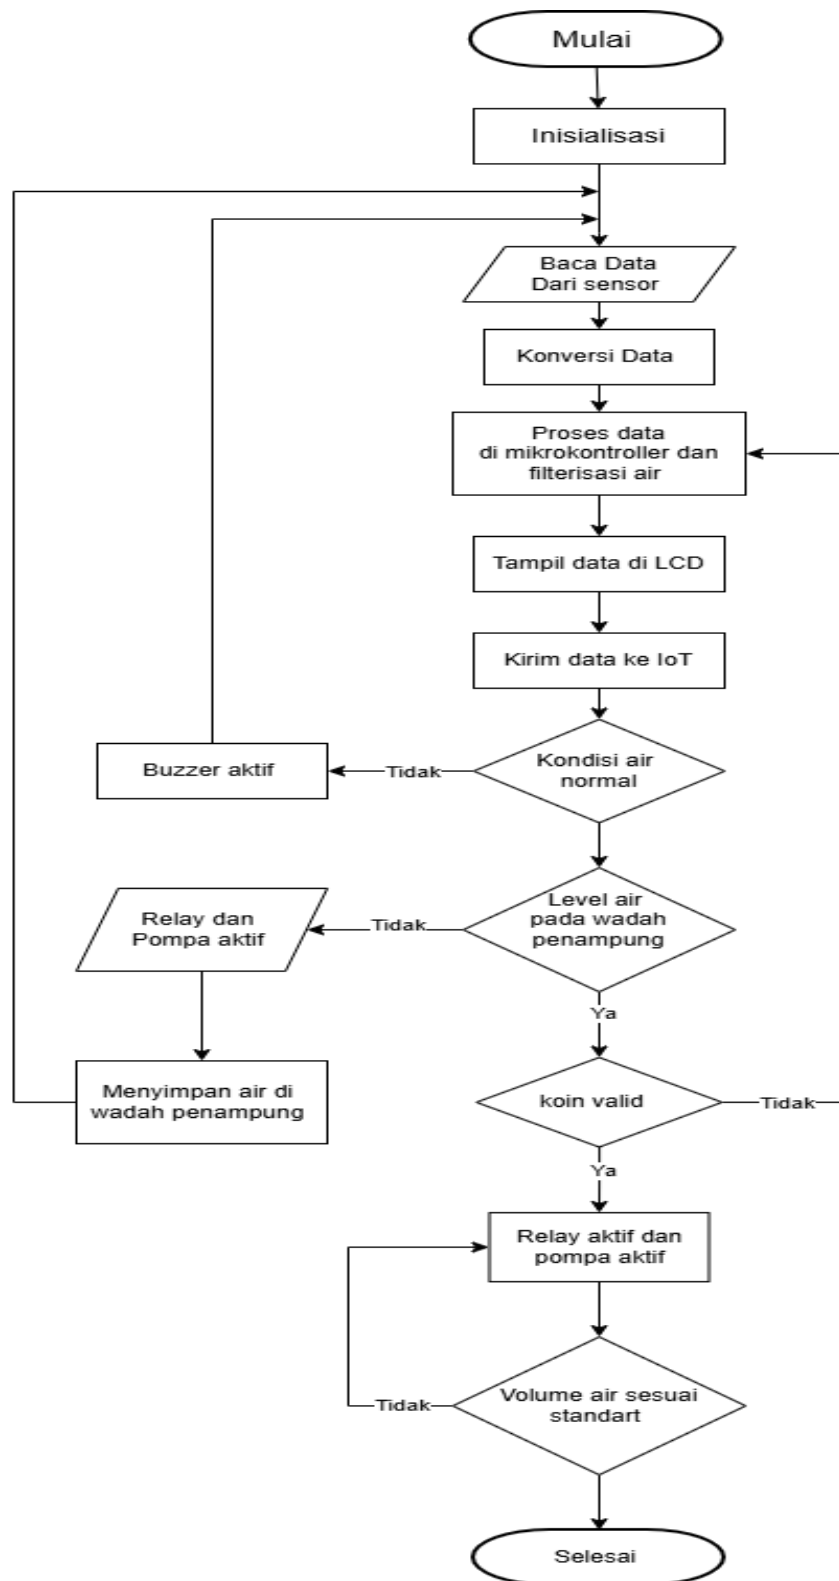 Mulai
Inisialisasi
Baca Data
Dari sensor
Konversi Data
Proses data
di mikrokontroller dan
filterisasi air
Tampil data di LCD
Kirim data ke IoT
Kondisi air
normal
Tidak
Buzzer aktif
Level air
pada wadah
penampung
Tidak
Relay dan
Pompa aktif
Menyimpan air di
wadah penampung
Ya
koin valid
Tidak
Ya
Relay aktif dan
pompa aktif
Volume air sesuai
standart
Tidak
Selesai